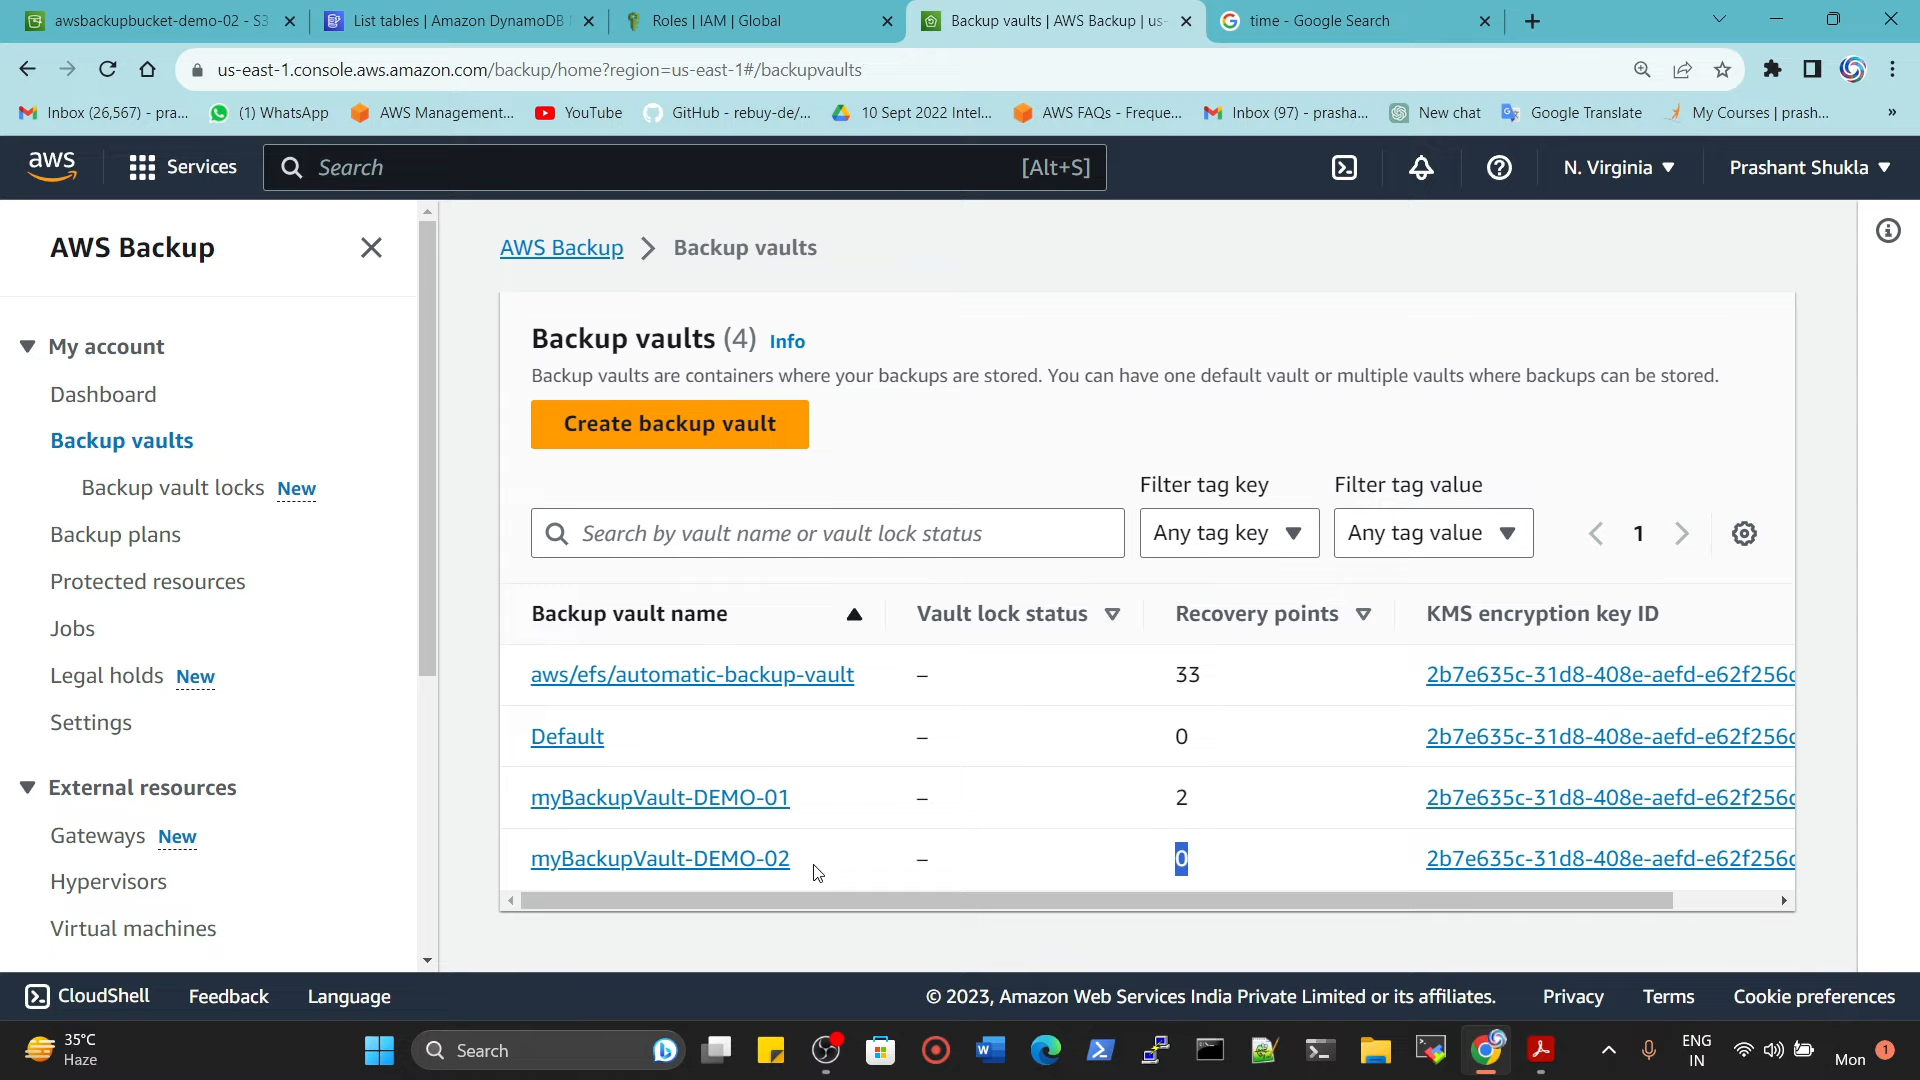 awsbackupbucket-demo-02 - S3
List tables | Amazon DynamoDB
Roles | IAM | Global
Backup vaults | AWS Backup | us-
time - Google Search
us-east-1.console.aws.amazon.com/backup/home?region=us-east-1#/backupvaults
Inbox (26,567) - pra...
(1) WhatsApp
AWS Management...
YouTube
GitHub - rebuy-de/...
10 Sept 2022 Intel...
AWS FAQs - Freque...
Inbox (97) - prasha...
New chat
Google Translate
My Courses | prash...
»
aws
Services
Search
[Alt+S]
N. Virginia
Prashant Shukla
AWS Backup
My account
Dashboard
Backup vaults
Backup vault locks New
Backup plans
Protected resources
Jobs
Legal holds New
Settings
External resources
Gateways New
Hypervisors
Virtual machines
AWS Backup > Backup vaults
Backup vaults (4) Info
Backup vaults are containers where your backups are stored. You can have one default vault or multiple vaults where backups can be stored.
Create backup vault
Filter tag key
Filter tag value
Search by vault name or vault lock status
Any tag key
Any tag value
1
Backup vault name
Vault lock status
Recovery points
KMS encryption key ID
aws/efs/automatic-backup-vault – 33 2b7e635c-31d8-408e-aefd-e62f256c
Default – 0 2b7e635c-31d8-408e-aefd-e62f256c
myBackupVault-DEMO-01 – 2 2b7e635c-31d8-408e-aefd-e62f256c
myBackupVault-DEMO-02 – 0 2b7e635c-31d8-408e-aefd-e62f256c
CloudShell
Feedback
Language
© 2023, Amazon Web Services India Private Limited or its affiliates.
Privacy
Terms
Cookie preferences
35°C
Haze
Search
ENG
IN
Mon
1